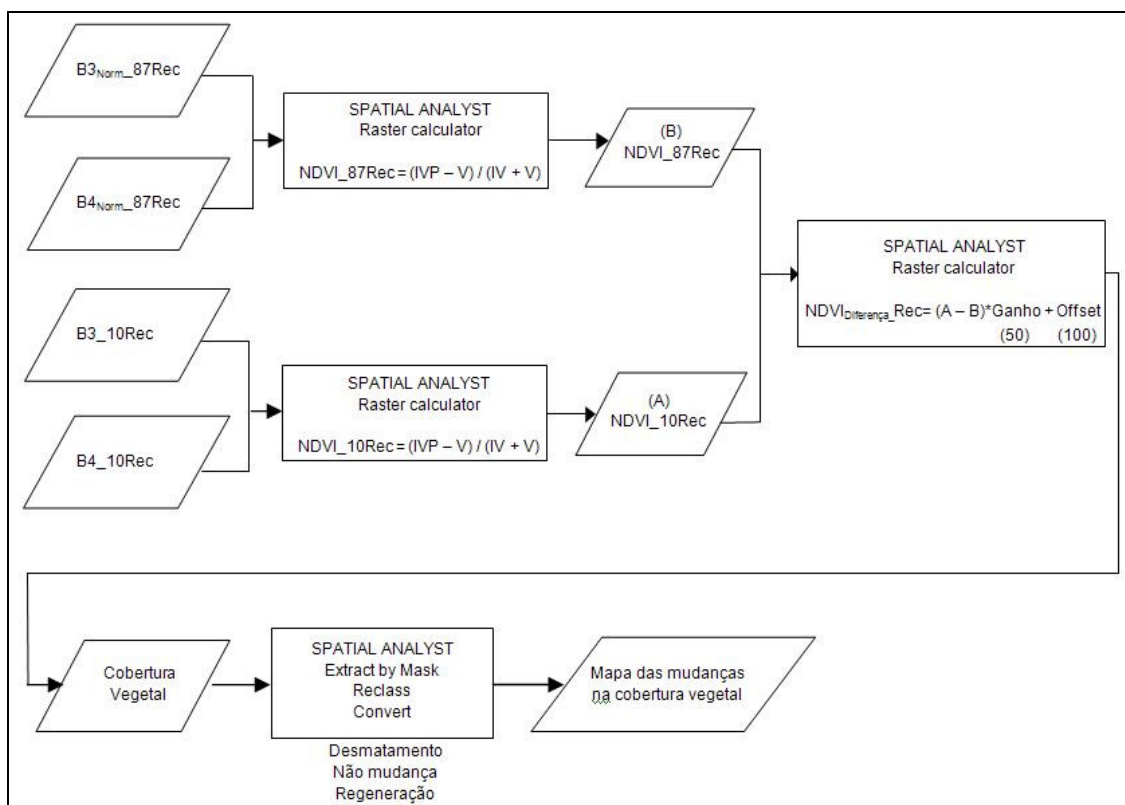 B3Norm_87Rec
B4Norm_87Rec
SPATIAL ANALYST
Raster calculator
NDVI_87Rec = (IVP – V) / (IV + V)
(B)
NDVI_87Rec
B3_10Rec
B4_10Rec
SPATIAL ANALYST
Raster calculator
NDVI_10Rec = (IVP – V) / (IV + V)
(A)
NDVI_10Rec
SPATIAL ANALYST
Raster calculator
NDVIDiferença_Rec= (A – B)*Ganho + Offset
(50) (100)
Cobertura
Vegetal
SPATIAL ANALYST
Extract by Mask
Reclass
Convert
Desmatamento
Não mudança
Regeneração
Mapa das mudanças
na cobertura vegetal